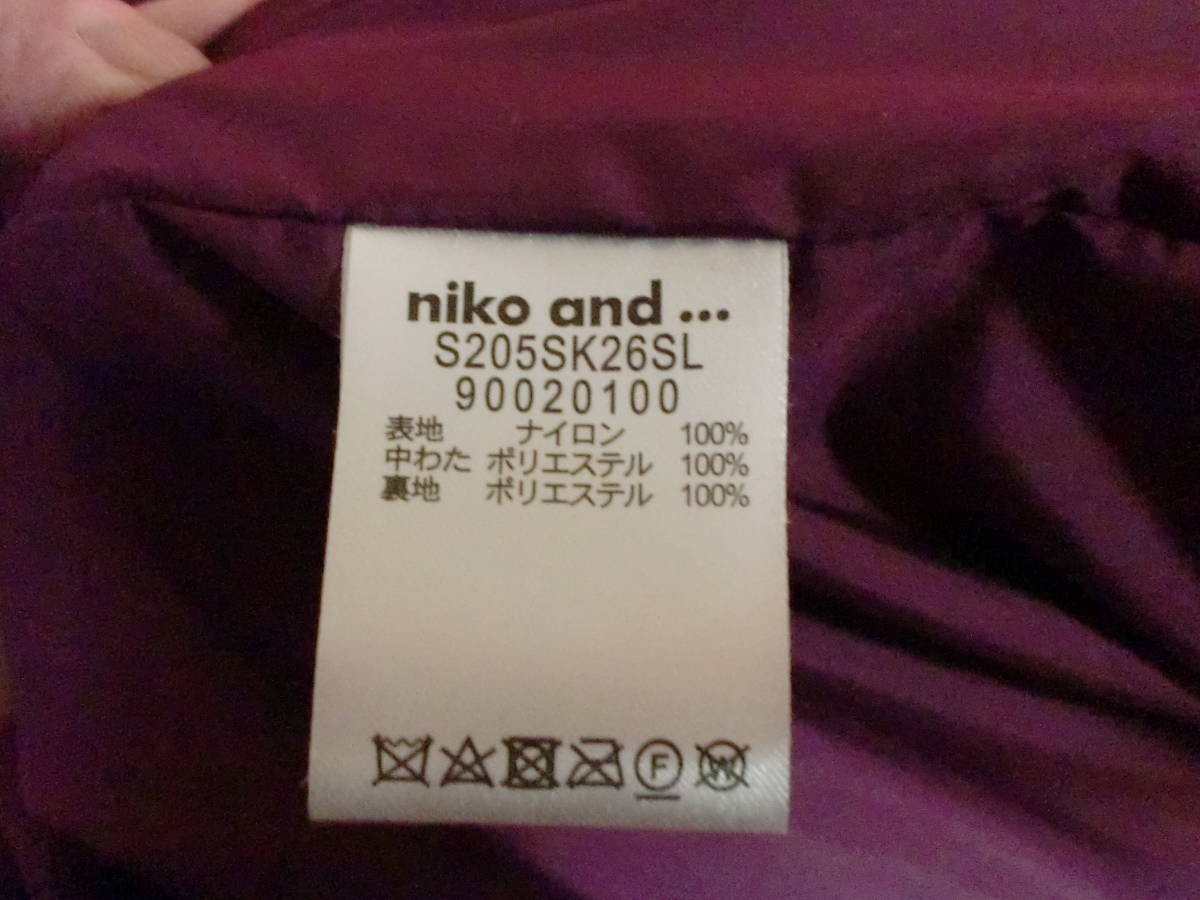 niko and ...
S205SK26SL
90020100
表地 ナイロン 100%
中わた ポリエステル 100%
裏地 ポリエステル 100%
F W